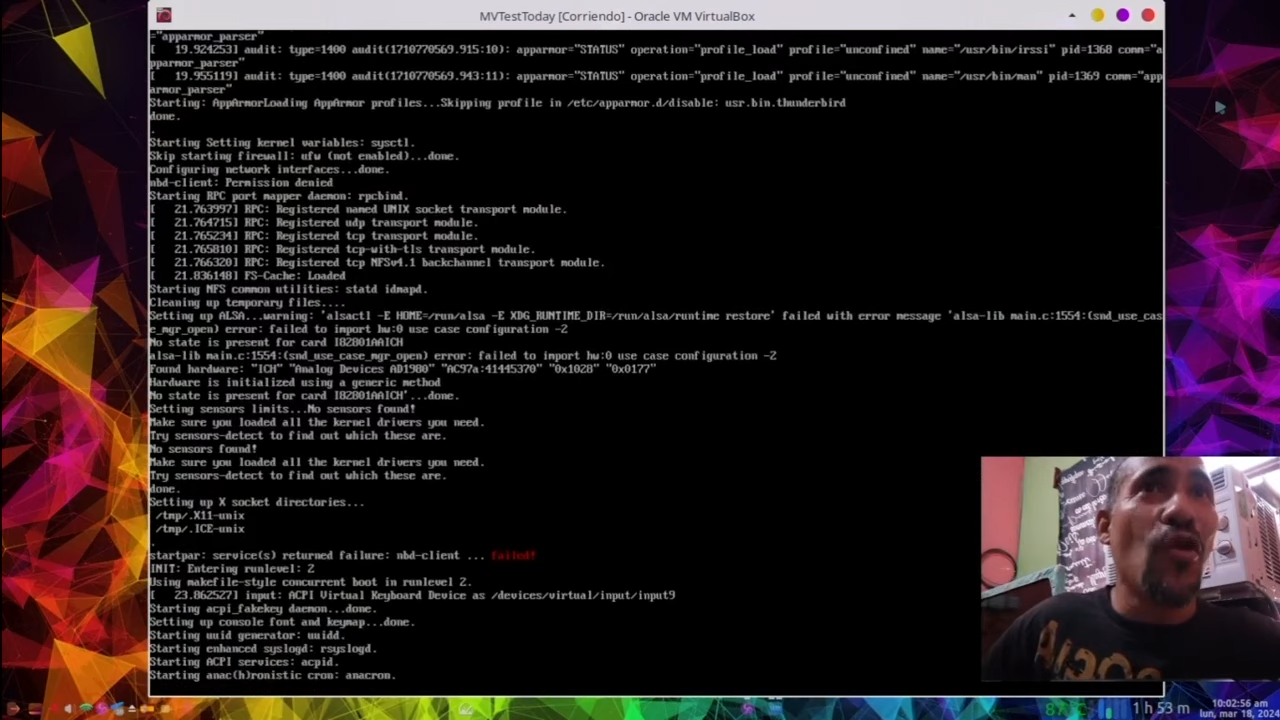 MVTestToday [Corriendo] - Oracle VM VirtualBox
="apparmor_parser"
[   19.924253] audit: type=1400 audit(1710770569.915:10): apparmor="STATUS" operation="profile_load" profile="unconfined" name="/usr/bin/irssi" pid=1368 comm="a
pparmor_parser"
[   19.955119] audit: type=1400 audit(1710770569.943:11): apparmor="STATUS" operation="profile_load" profile="unconfined" name="/usr/bin/man" pid=1369 comm="app
armor_parser"
Starting: AppArmorLoading AppArmor profiles...Skipping profile in /etc/apparmor.d/disable: usr.bin.thunderbird
done.
.
Starting Setting kernel variables: sysctl.
Skip starting firewall: ufw (not enabled)...done.
Configuring network interfaces...done.
nbd-client: Permission denied
Starting RPC port mapper daemon: rpcbind.
[   21.763997] RPC: Registered named UNIX socket transport module.
[   21.764715] RPC: Registered udp transport module.
[   21.765234] RPC: Registered tcp transport module.
[   21.765810] RPC: Registered tcp-with-tls transport module.
[   21.766320] RPC: Registered tcp NFSv4.1 backchannel transport module.
[   21.836148] FS-Cache: Loaded
Starting NFS common utilities: statd idmapd.
Cleaning up temporary files....
Setting up ALSA...warning: 'alsactl -E HOME=/run/alsa -E XDG_RUNTIME_DIR=/run/alsa/runtime restore' failed with error message 'alsa-lib main.c:1554:(snd_use_cas
e_mgr_open) error: failed to import hw:0 use case configuration -2
No state is present for card I82801AAICH
alsa-lib main.c:1554:(snd_use_case_mgr_open) error: failed to import hw:0 use case configuration -2
Found hardware: "ICH" "Analog Devices AD1980" "AC97a:41445370" "0x1028" "0x0177"
Hardware is initialized using a generic method
No state is present for card I82801AAICH'...done.
Setting sensors limits...No sensors found!
Make sure you loaded all the kernel drivers you need.
Try sensors-detect to find out which these are.
No sensors found!
Make sure you loaded all the kernel drivers you need.
Try sensors-detect to find out which these are.
done.
Setting up X socket directories...
/tmp/.X11-unix
/tmp/.ICE-unix
.
startpar: service(s) returned failure: nbd-client ... failed!
INIT: Entering runlevel: 2
Using makefile-style concurrent boot in runlevel 2.
[   23.862527] input: ACPI Virtual Keyboard Device as /devices/virtual/input/input9
Starting acpi_fakekey daemon...done.
Setting up console font and keymap...done.
Starting uuid generator: uuidd.
Starting enhanced syslogd: rsyslogd.
Starting ACPI services: acpid.
Starting anac(h)ronistic cron: anacron.
1 h 53 m
10:02:56 am
lun, mar 18, 2024